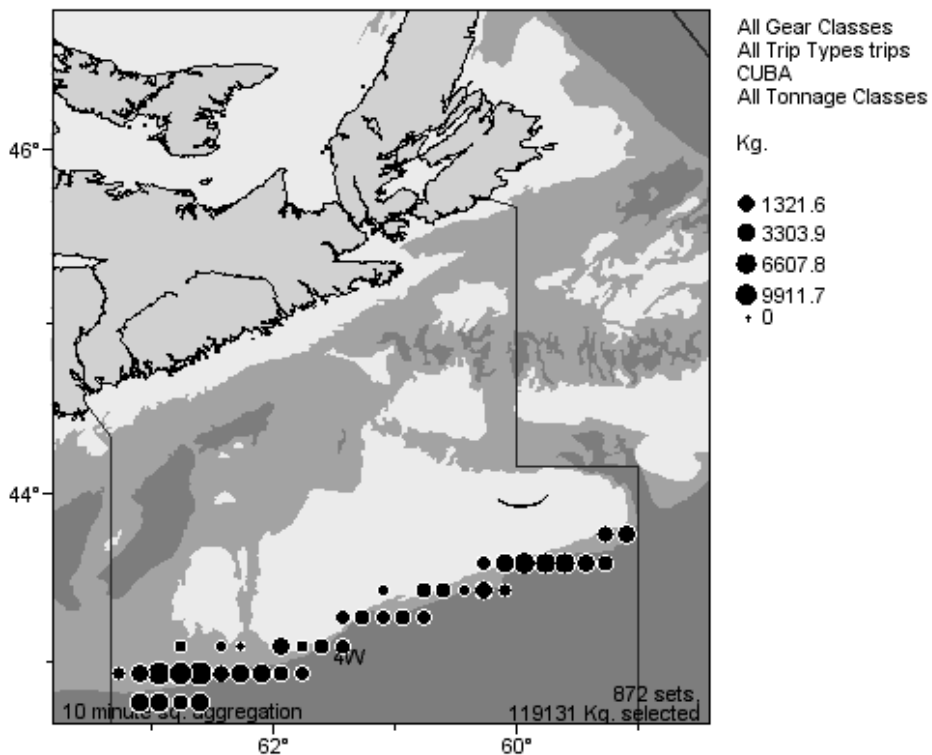 All Gear Classes
All Trip Types trips
CUBA
All Tonnage Classes
Kg.
1321.6
3303.9
6607.8
9911.7
0
46°
44°
4W
872 sets.
10 minute sq. aggregation
119131 Kg. selected
62°
60°